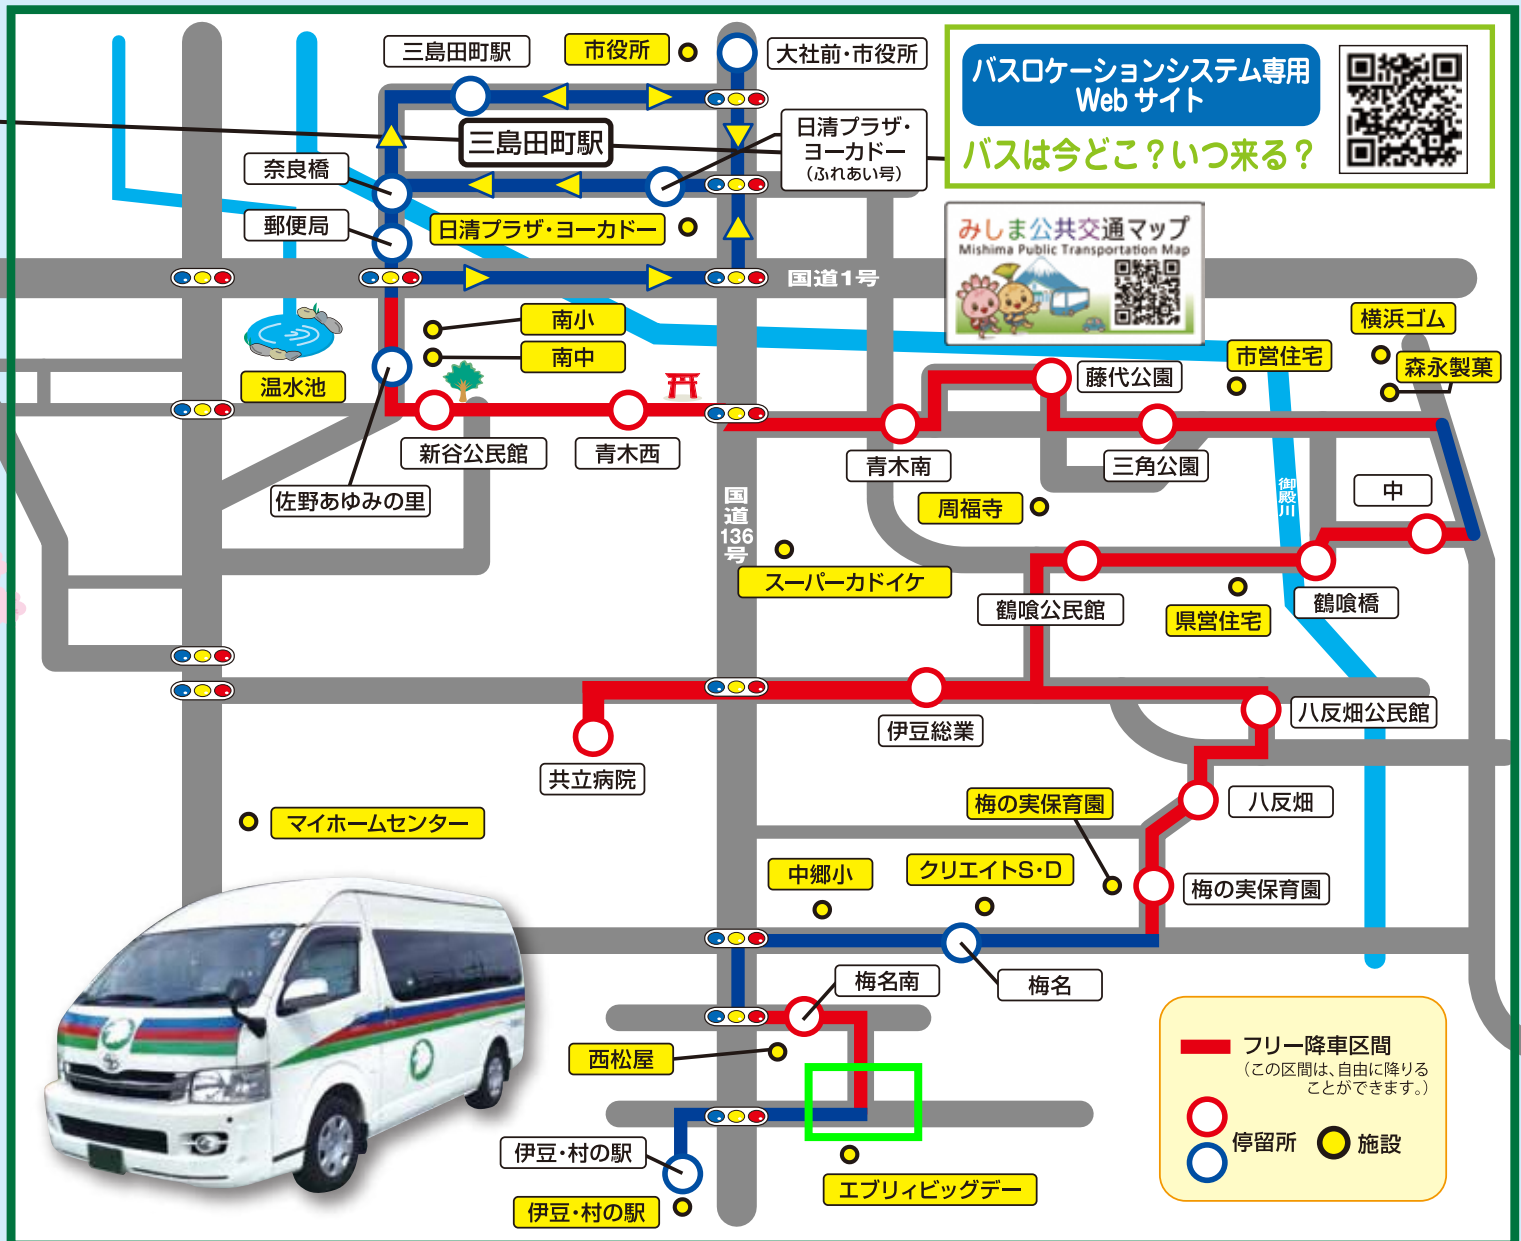 三島田町駅
市役所
大社前・市役所
バスロケーションシステム専用
Web サイト
バスは今どこ？いつ来る？
三島田町駅
日清プラザ・
ヨーカドー
（ふれあい号）
奈良橋
郵便局
日清プラザ・ヨーカドー
みしま公共交通マップ
Mishima Public Transportation Map
国道1号
南小
南中
温水池
横浜ゴム
市営住宅
森永製菓
藤代公園
新谷公民館
青木西
青木南
三角公園
佐野あゆみの里
国道136号
周福寺
御殿川
中
スーパーカドイケ
鶴喰公民館
鶴喰橋
県営住宅
伊豆総業
八反畑公民館
共立病院
マイホームセンター
梅の実保育園
八反畑
中郷小
クリエイトS・D
梅の実保育園
梅名南
梅名
西松屋
フリー降車区間
（この区間は、自由に降りる
ことができます。）
停留所
施設
伊豆・村の駅
エブリィビッグデー
伊豆・村の駅